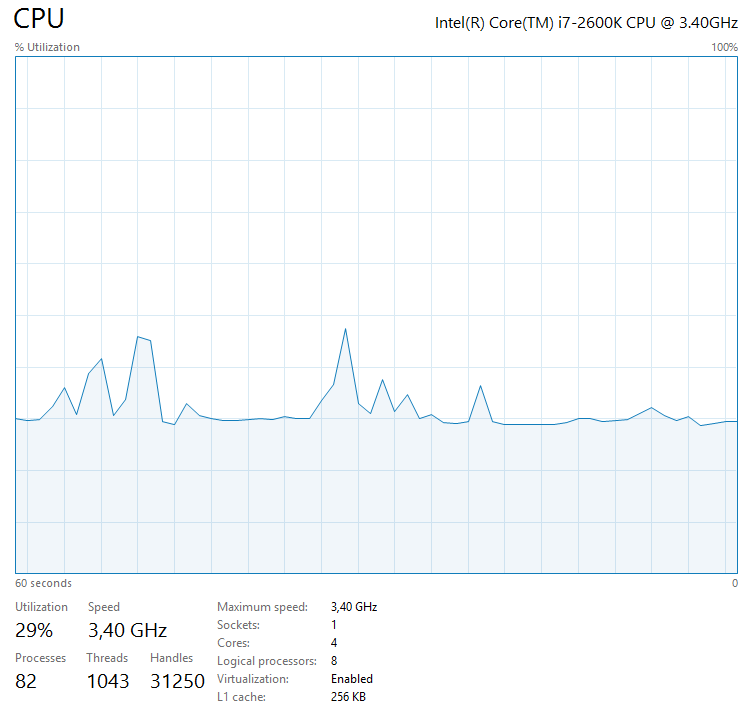 CPU
Intel(R) Core(TM) i7-2600K CPU @ 3.40GHz
% Utilization
100%
60 seconds
0
Utilization
Speed
29%
3,40 GHz
Processes
Threads
Handles
82
1043
31250
Maximum speed: 3,40 GHz
Sockets: 1
Cores: 4
Logical processors: 8
Virtualization: Enabled
L1 cache: 256 KB